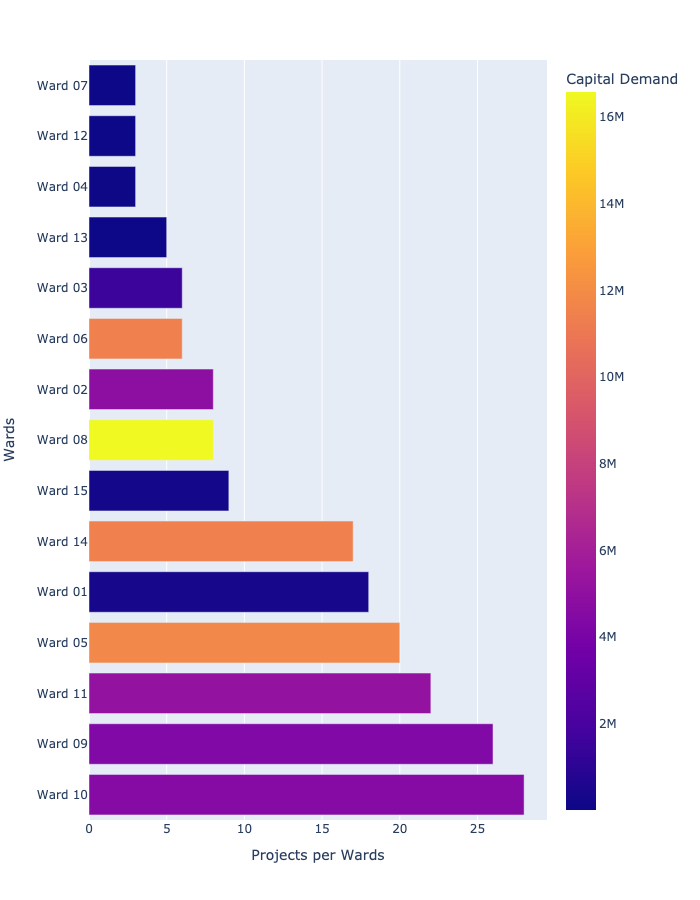 Capital Demand
16M
14M
12M
10M
8M
6M
4M
2M
Wards
Ward 07
Ward 12
Ward 04
Ward 13
Ward 03
Ward 06
Ward 02
Ward 08
Ward 15
Ward 14
Ward 01
Ward 05
Ward 11
Ward 09
Ward 10
0 5 10 15 20 25
Projects per Wards